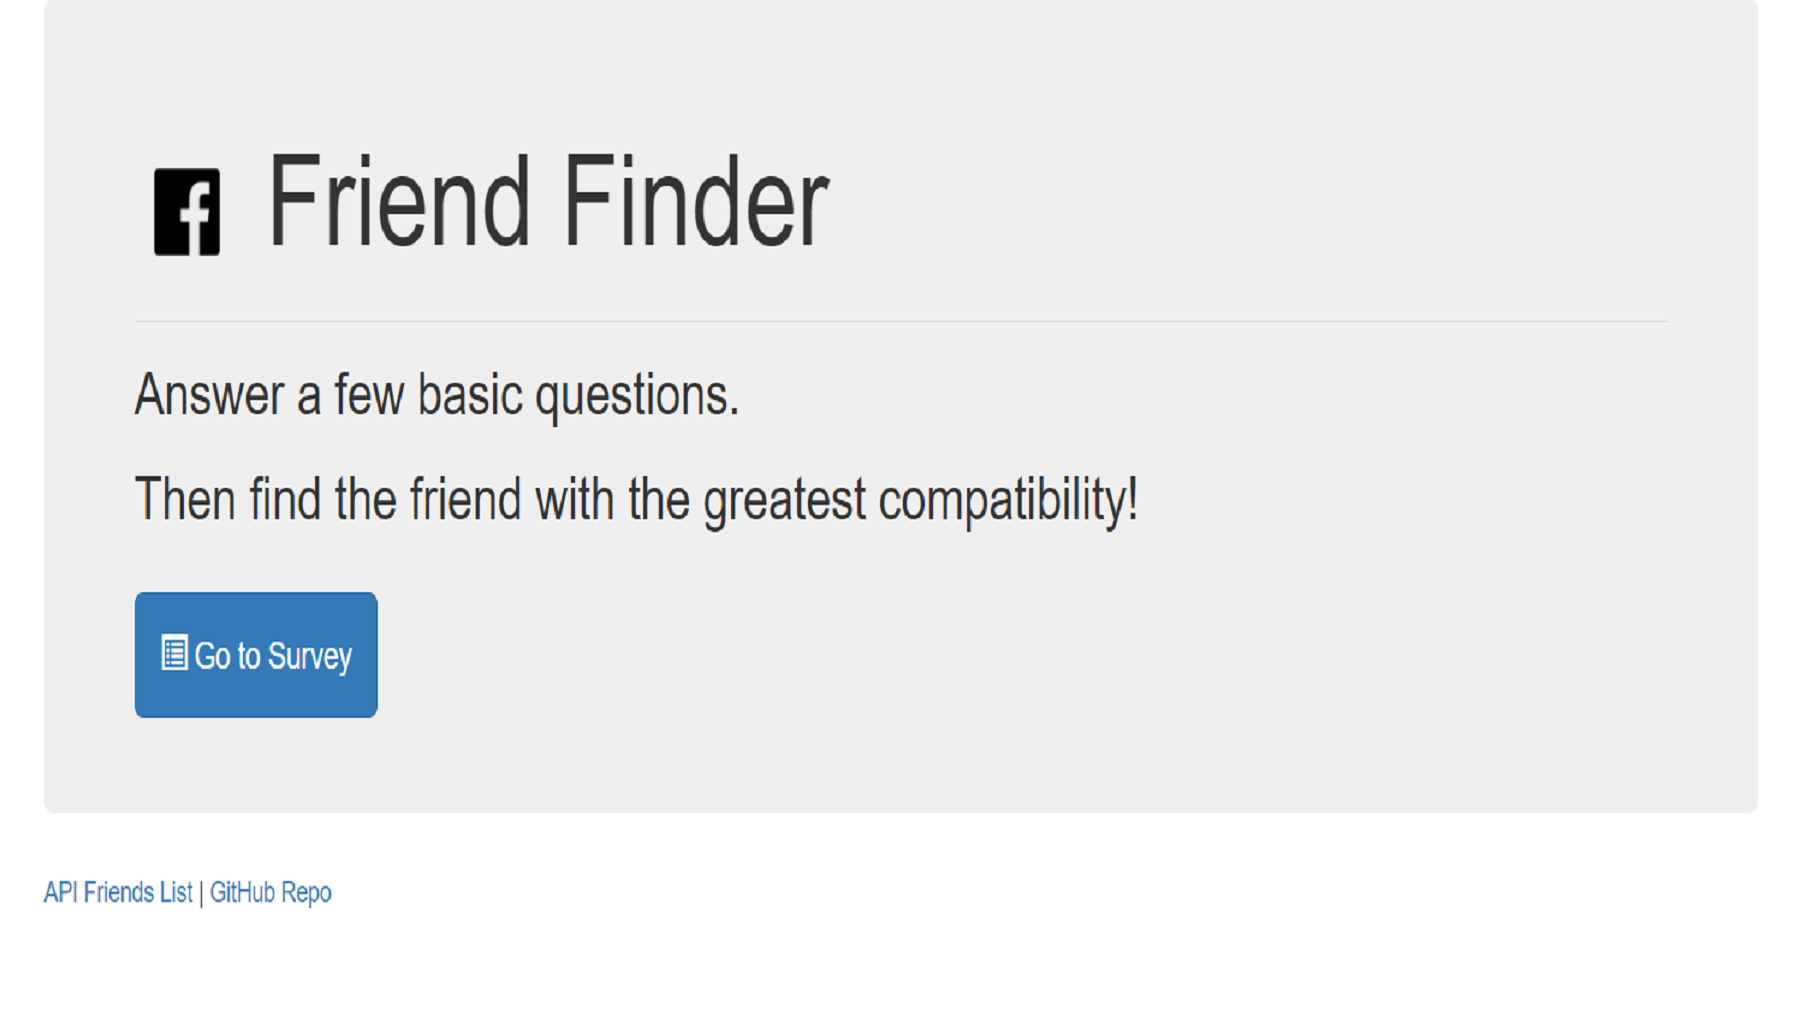 Friend Finder
Answer a few basic questions.
Then find the friend with the greatest compatibility!
Go to Survey
API Friends List | GitHub Repo